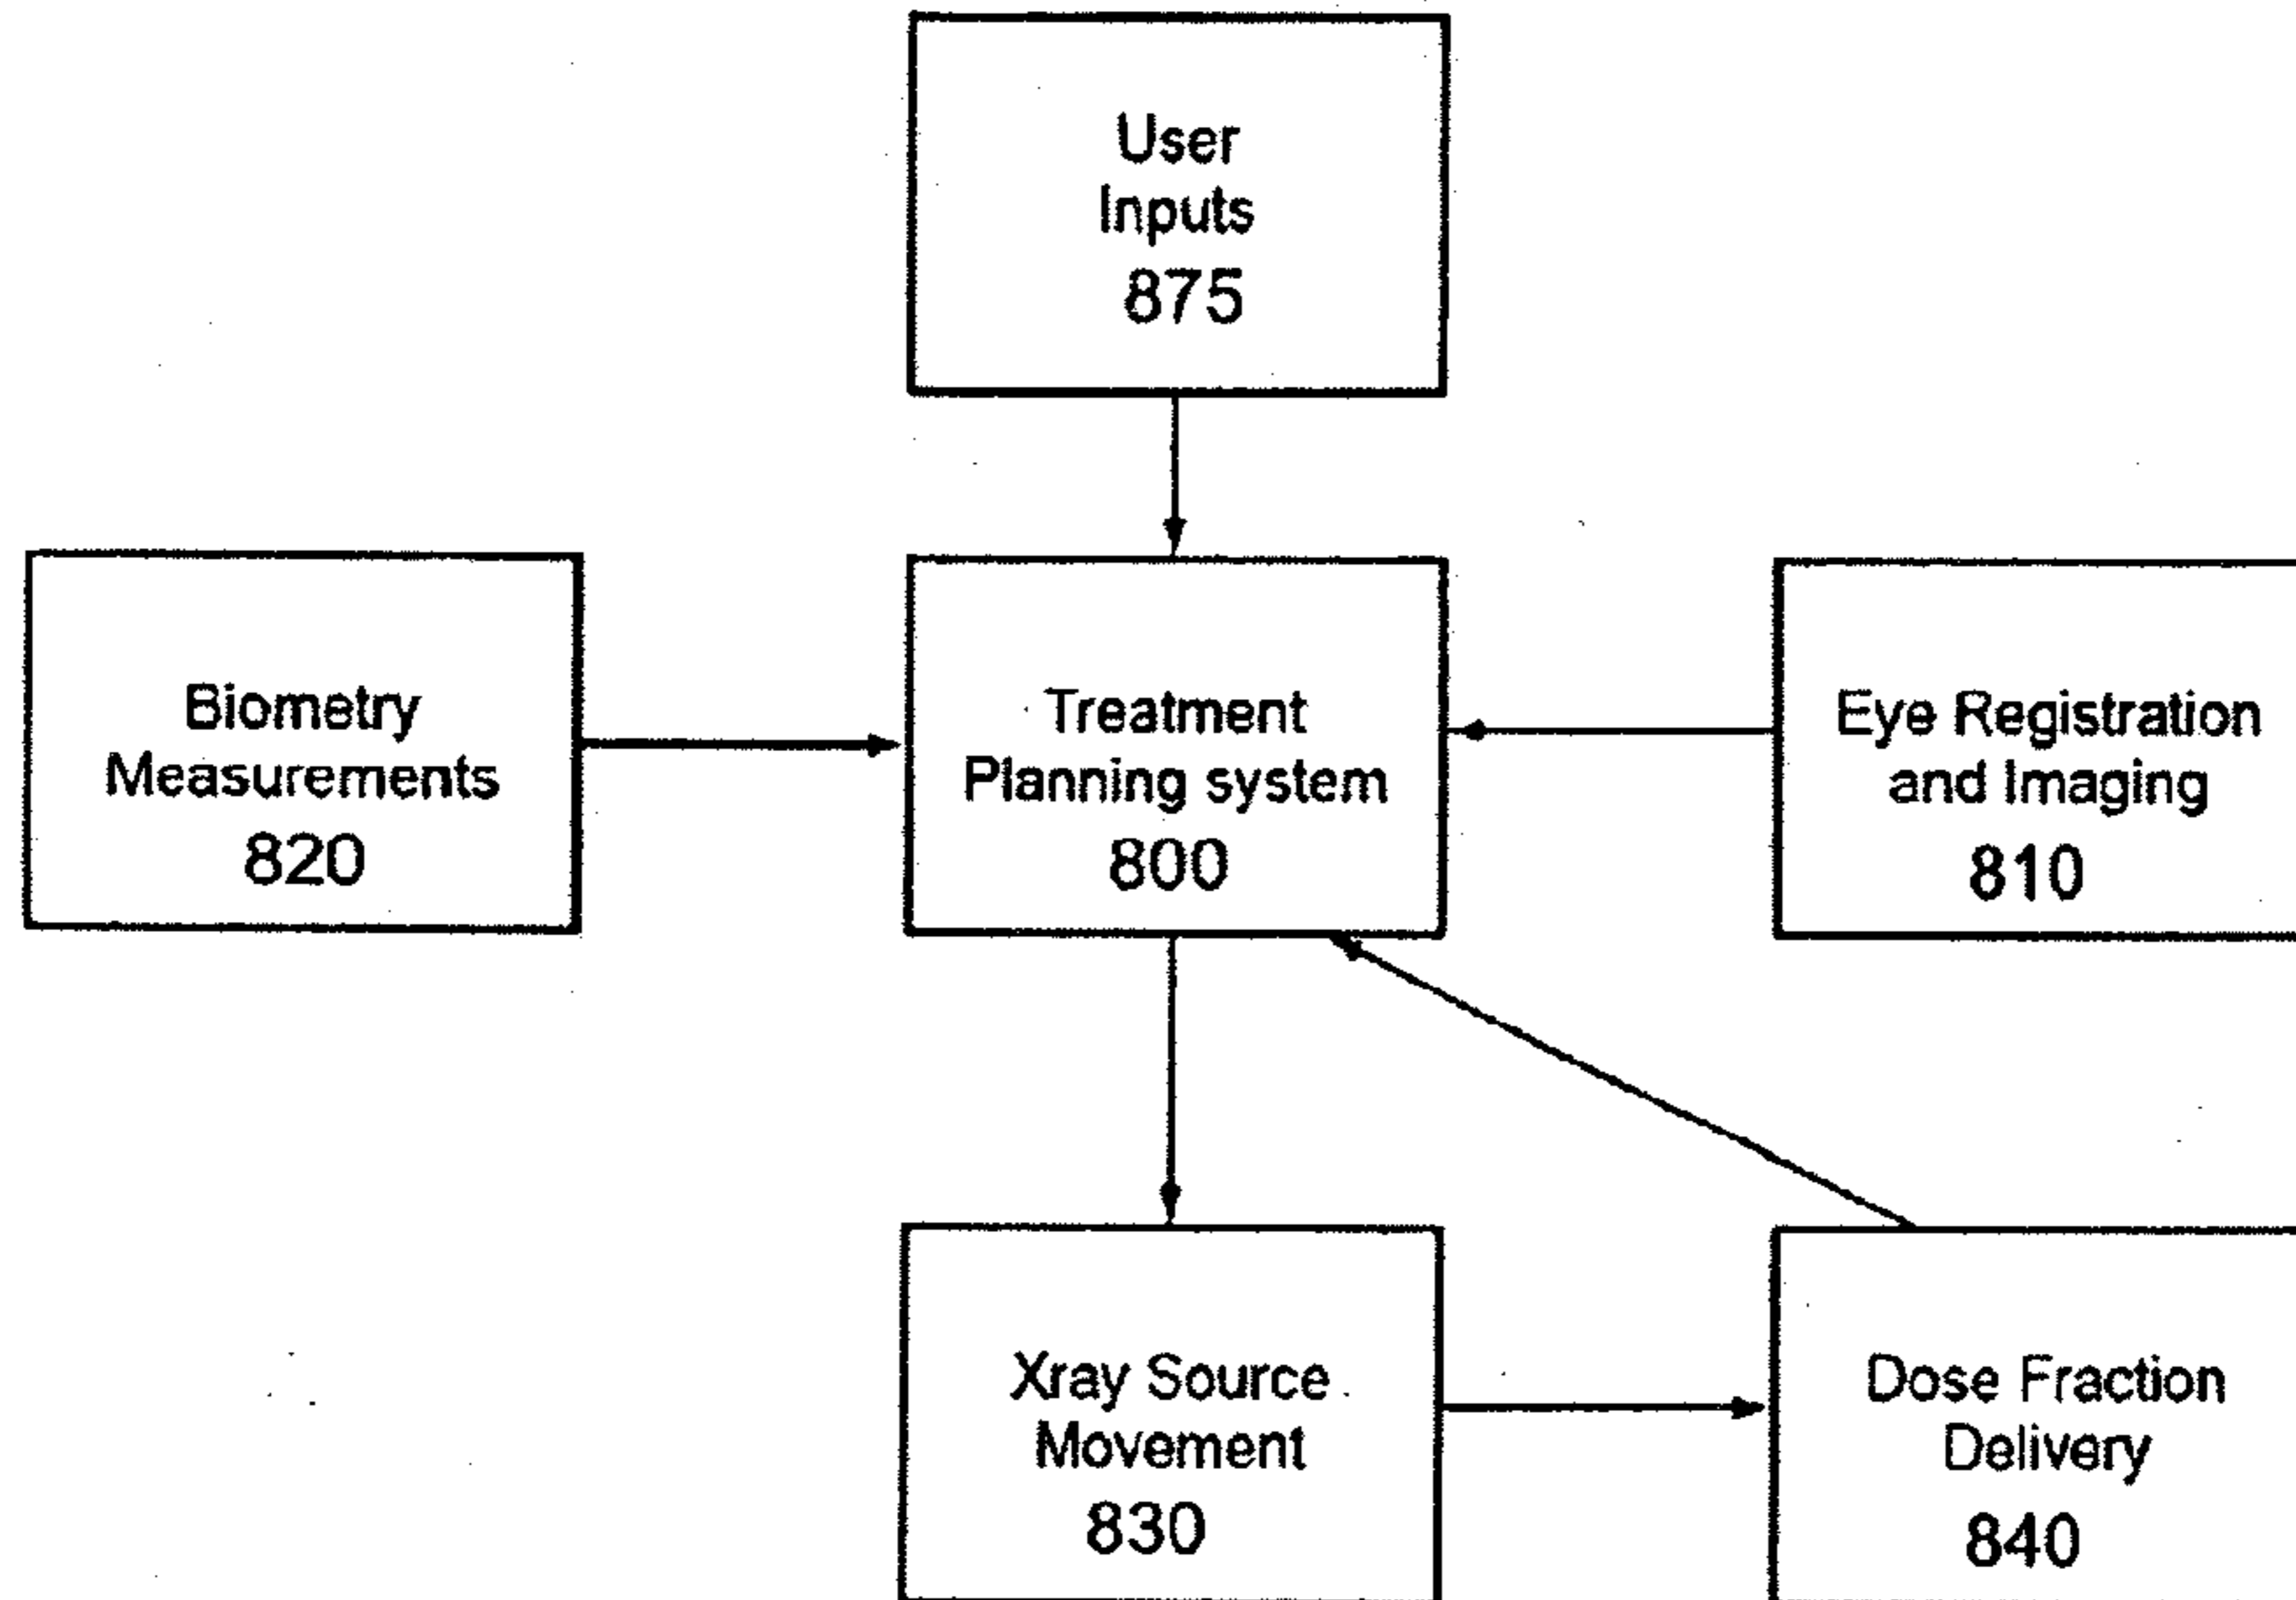 User
Inputs
875
Biometry
Measurements
820
Treatment
Planning system
800
Eye Registration
and Imaging
810
Xray Source
Movement
830
Dose Fraction
Delivery
840